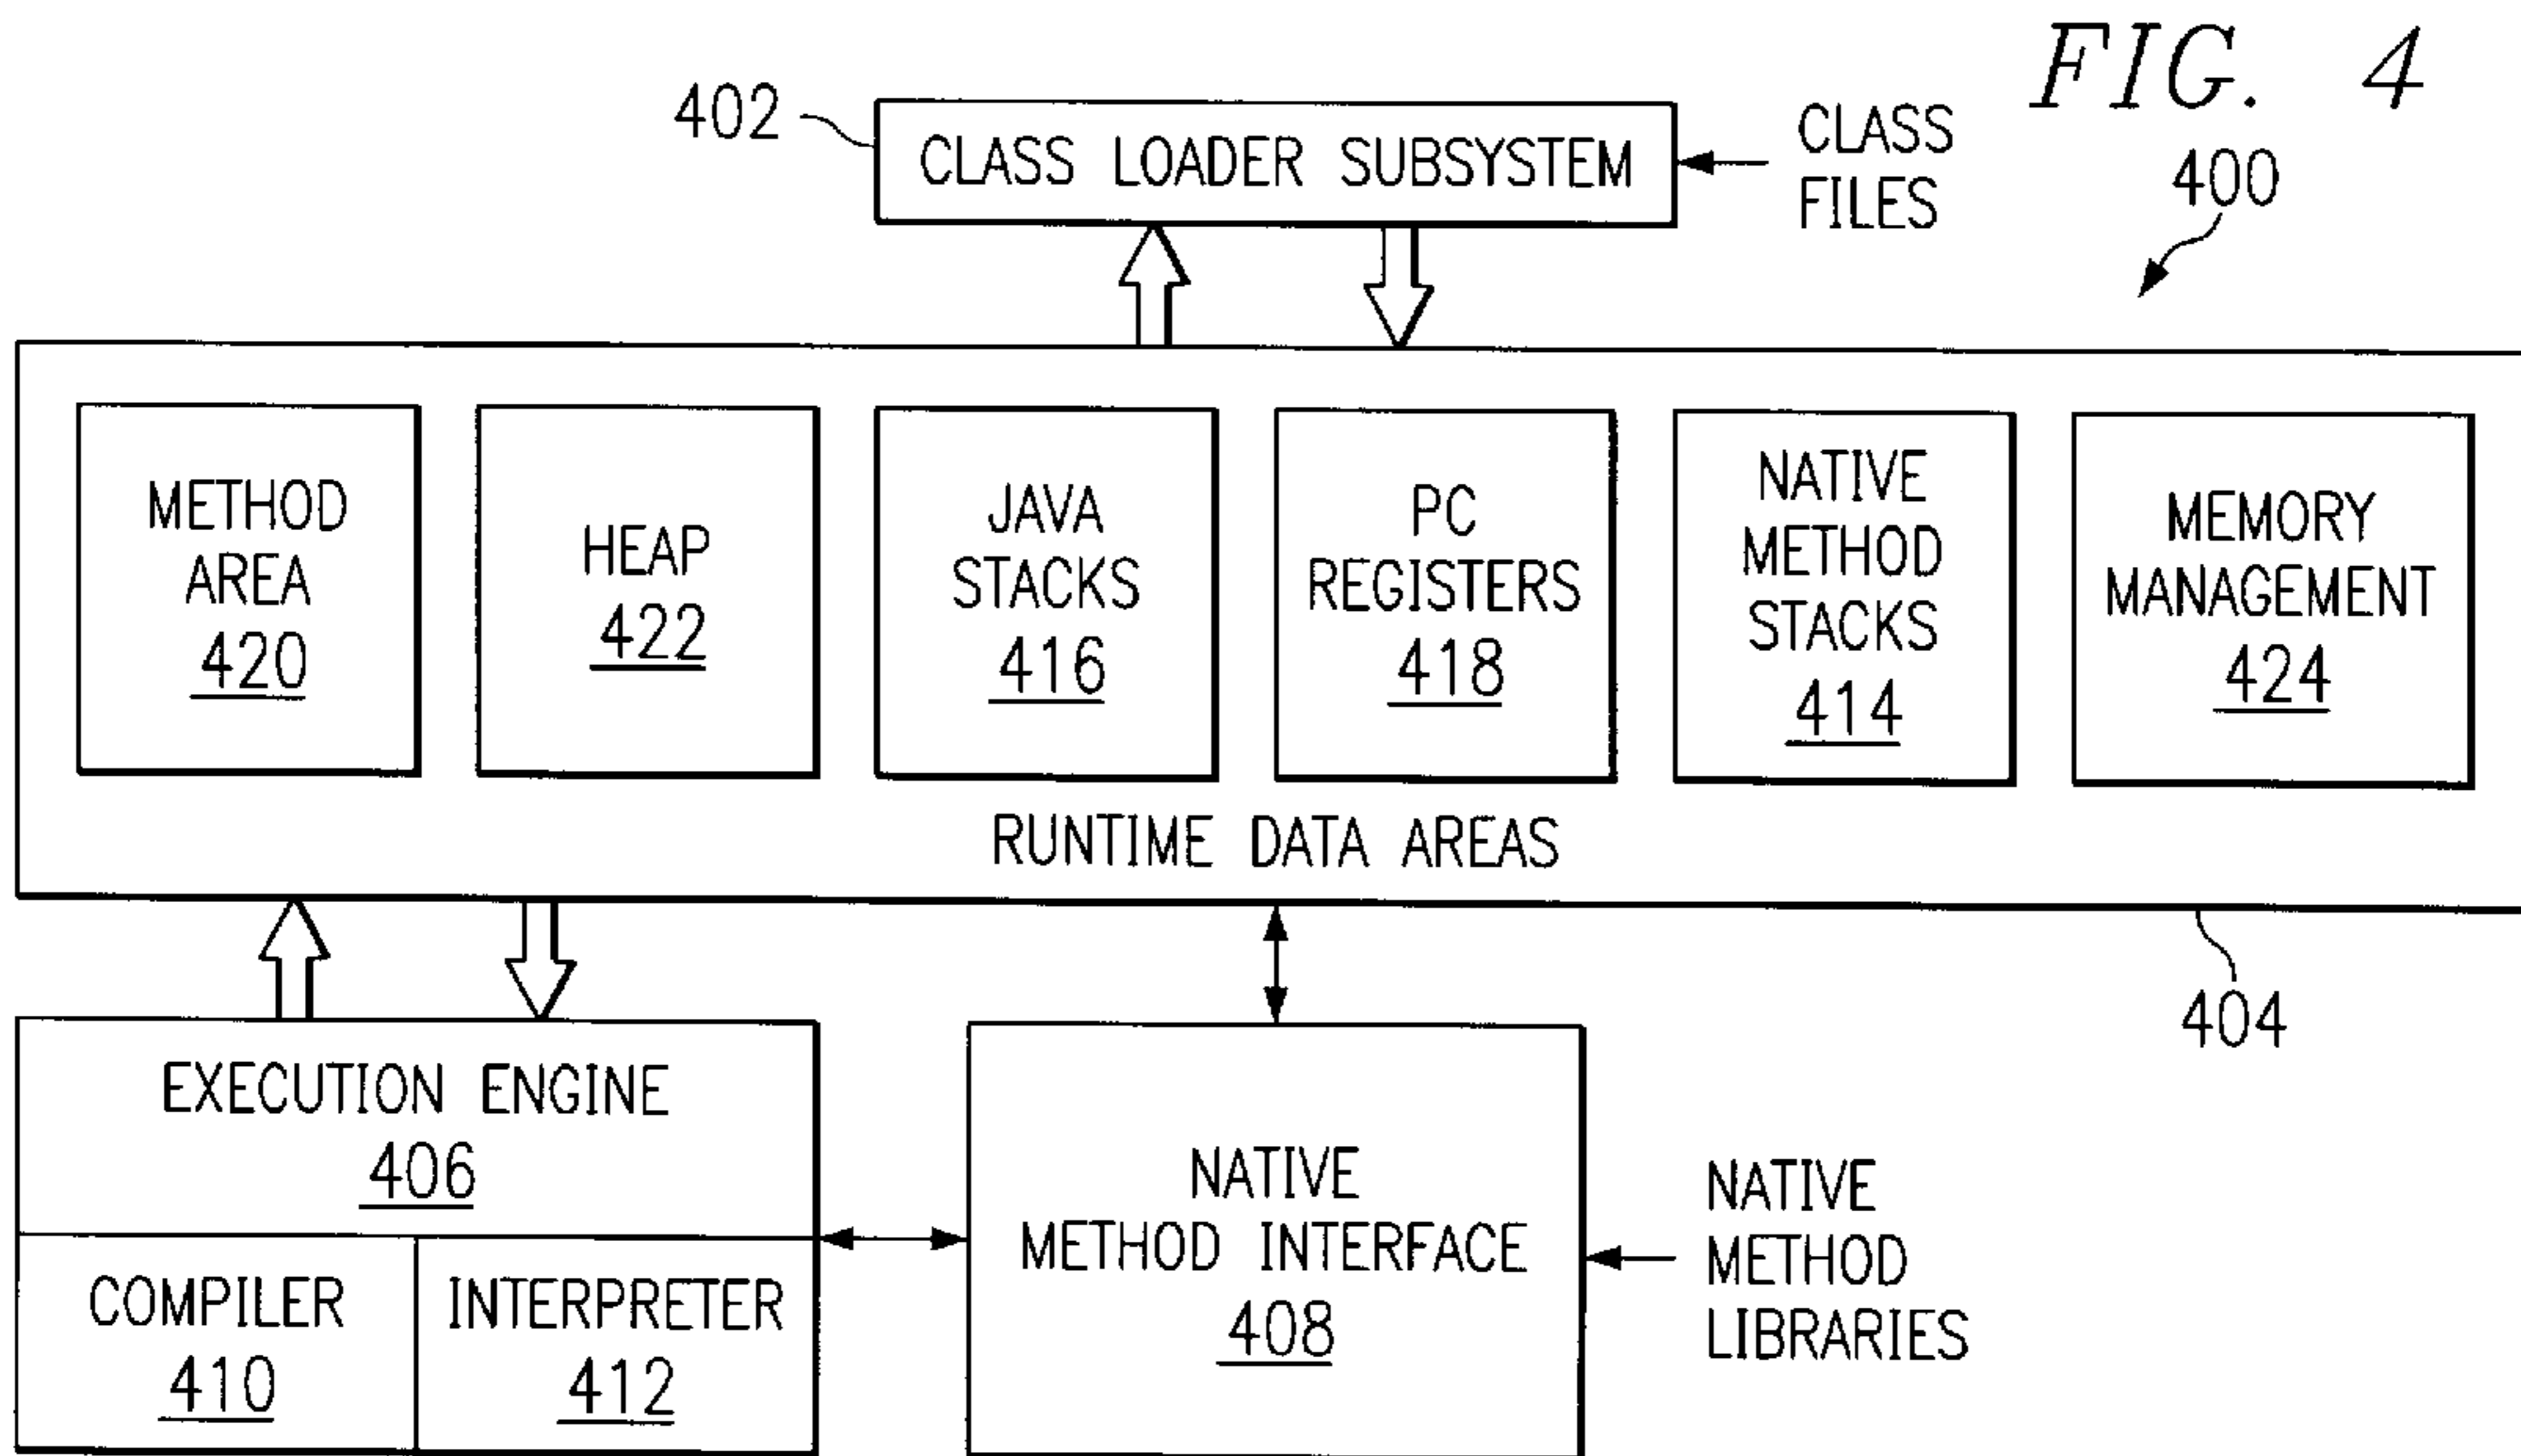 FIG. 4
402
CLASS LOADER SUBSYSTEM
CLASS
FILES
400
METHOD
AREA
420
HEAP
422
JAVA
STACKS
416
PC
REGISTERS
418
NATIVE
METHOD
STACKS
414
MEMORY
MANAGEMENT
424
RUNTIME DATA AREAS
404
EXECUTION ENGINE
406
COMPILER
410
INTERPRETER
412
NATIVE
METHOD INTERFACE
408
NATIVE
METHOD
LIBRARIES